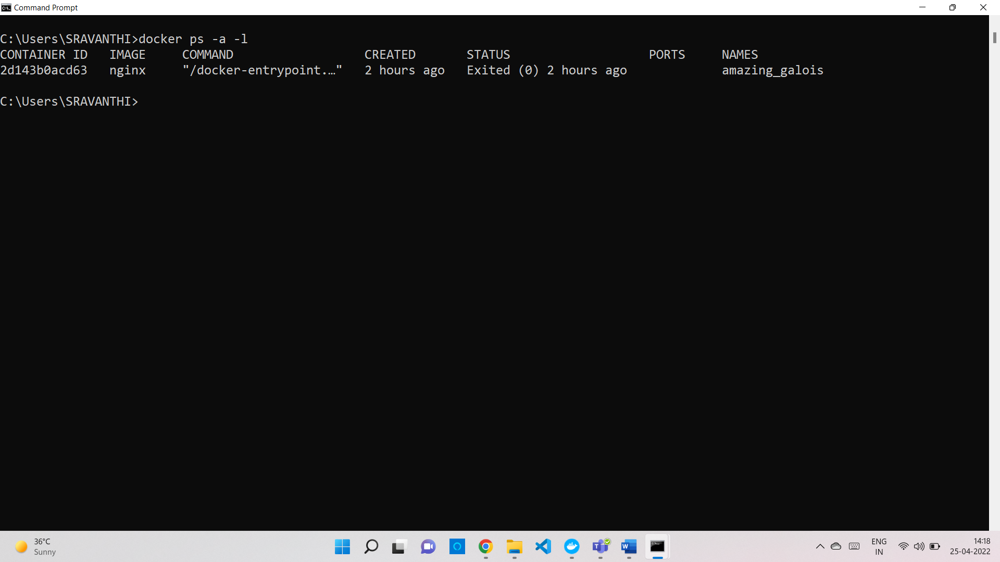 Command Prompt
C:\Users\SRAVANTHI>docker ps -a -l
CONTAINER ID   IMAGE     COMMAND                  CREATED       STATUS                   PORTS     NAMES
2d143b0acd63   nginx     "/docker-entrypoint.…"   2 hours ago   Exited (0) 2 hours ago             amazing_galois
C:\Users\SRAVANTHI>
36°C
Sunny
ENG
IN
14:18
25-04-2022